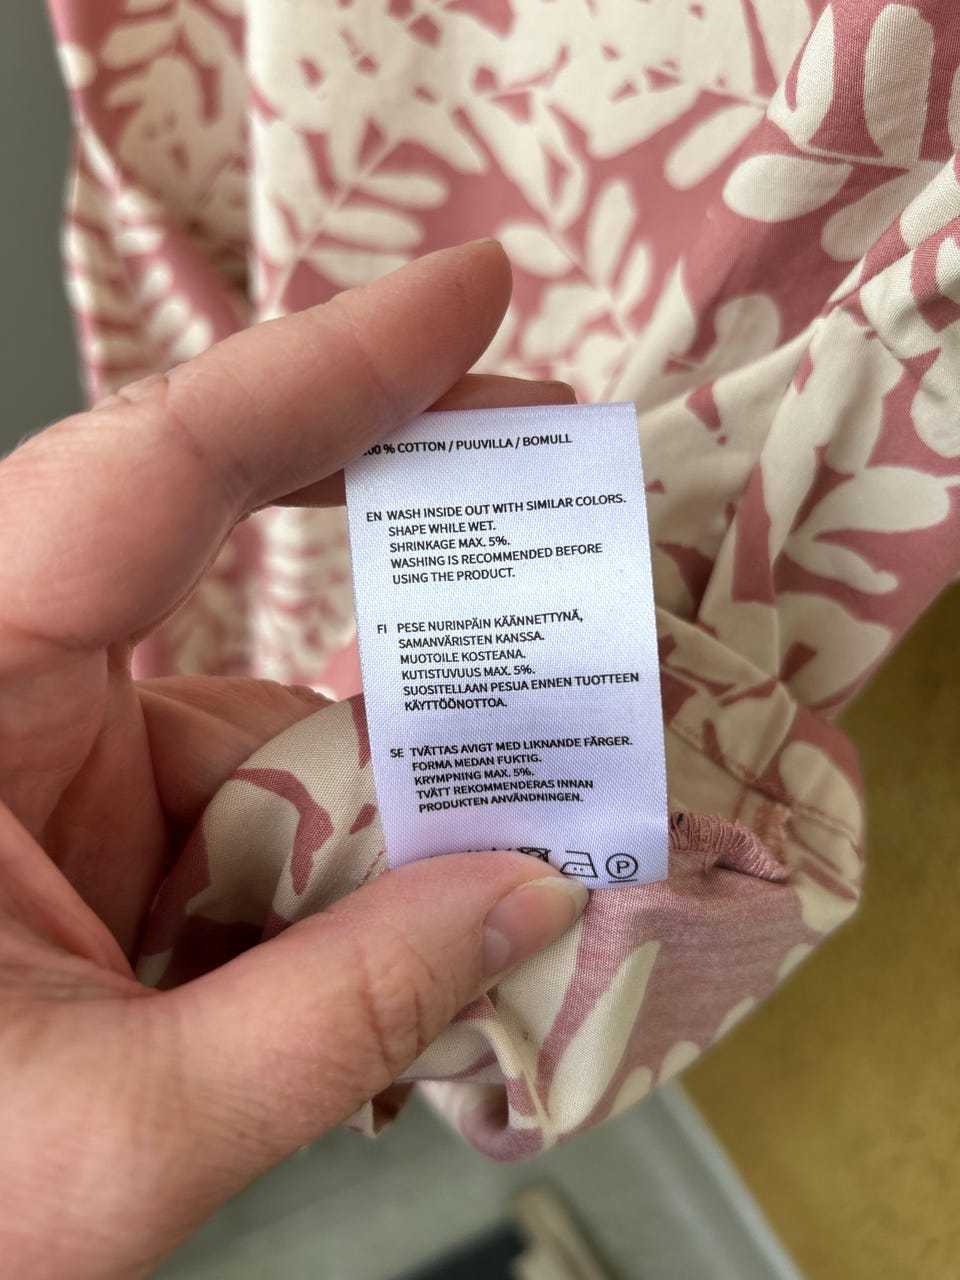 % COTTON / PUUVILLA / BOMULL
EN WASH INSIDE OUT WITH SIMILAR COLORS.
SHAPE WHILE WET.
SHRINKAGE MAX. 5%.
WASHING IS RECOMMENDED BEFORE
USING THE PRODUCT.
FI PESE NURINPÄIN KÄÄNNETTYNÄ,
SAMANVÄRISTEN KANSSA.
MUOTOILE KOSTEANA.
KUTISTUVUUS MAX. 5%.
SUOSITELLAAN PESUA ENNEN TUOTTEEN
KÄYTTÖÖNOTTOA.
SE TVÄTTAS AVIGT MED LIKNANDE FÄRGER.
FORMA MEDAN FUKTIG.
KRYMPNING MAX. 5%.
TVÄTT REKOMMENDERAS INNAN
PRODUKTEN ANVÄNDNINGEN.
P